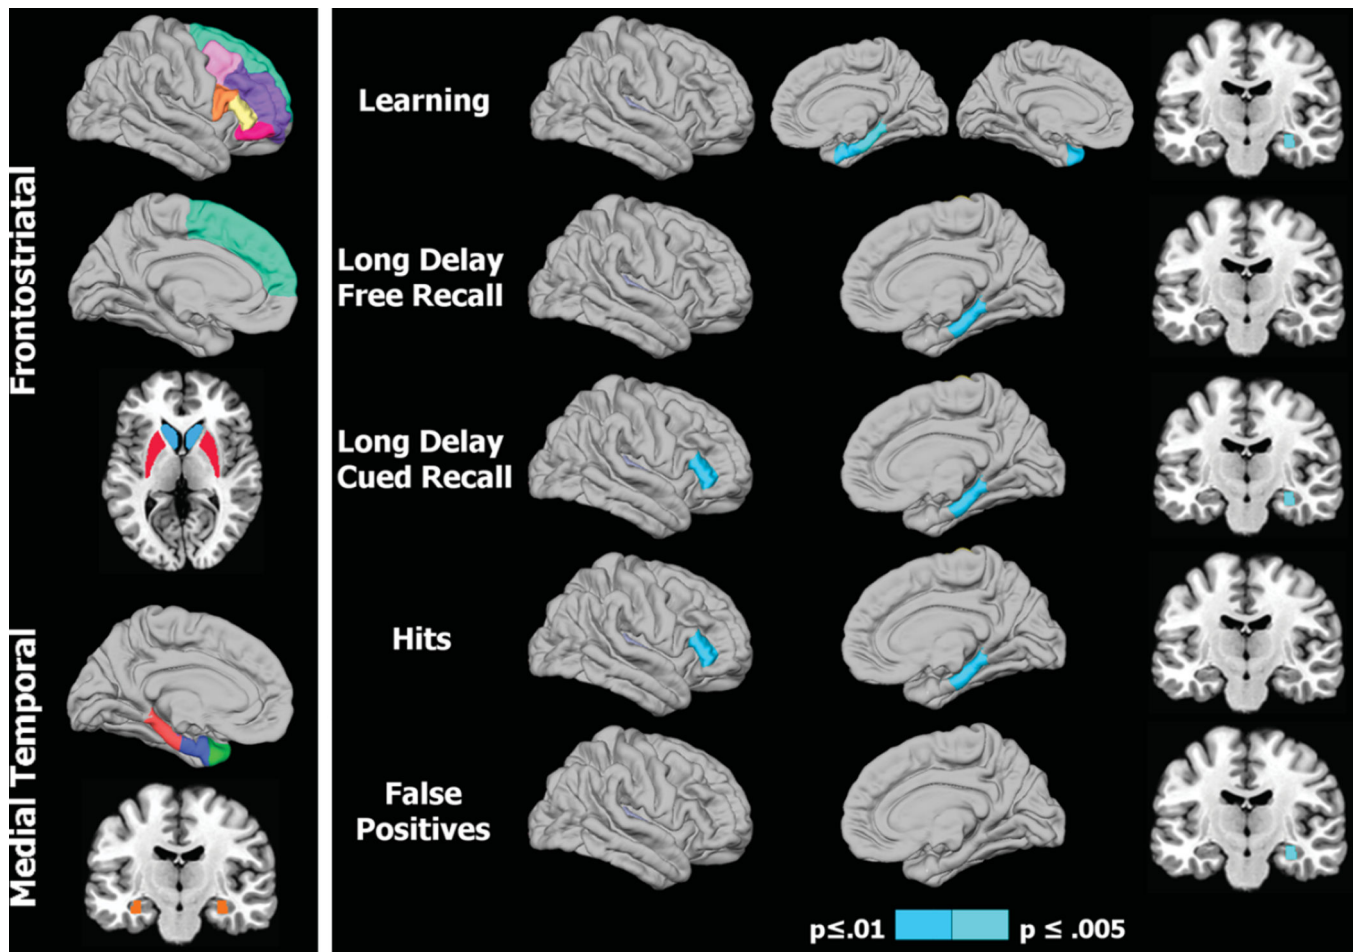 Frontostriatal
Medial Temporal
Learning
Long Delay
Free Recall
Long Delay
Cued Recall
Hits
False
Positives
p≤.01 p ≤ .005